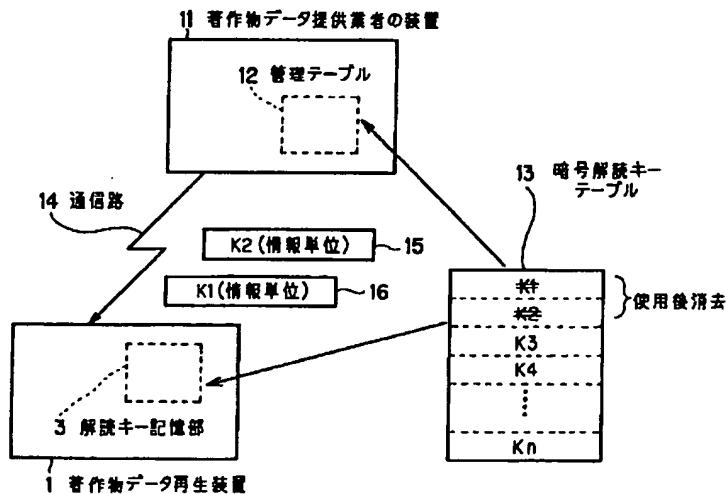 11 著作物データ提供業者の装置
12 管理テーブル
13 暗号解読キー
テーブル
14 通信路
K2(情報単位) 15
K1(情報単位) 16
K1
K2
使用後消去
K3
K4
Kn
3 解読キー記憶部
1 著作物データ再生装置